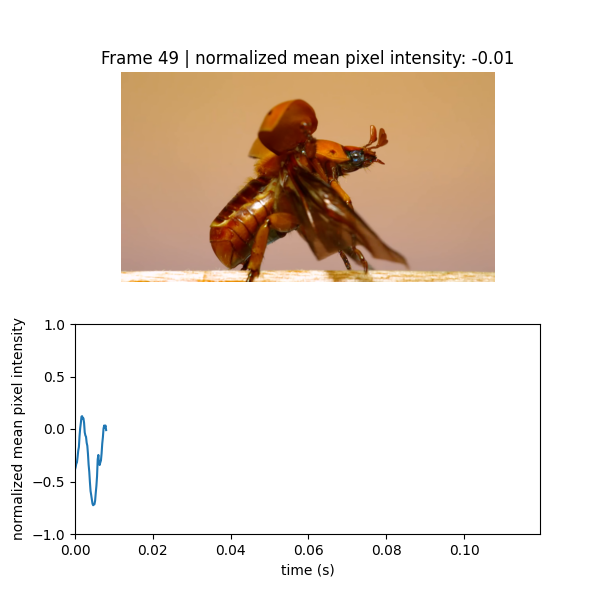 Frame 49 | normalized mean pixel intensity: -0.01
1.0
0.5
0.0
−0.5
−1.0
normalized mean pixel intensity
0.00 0.02 0.04 0.06 0.08 0.10
time (s)